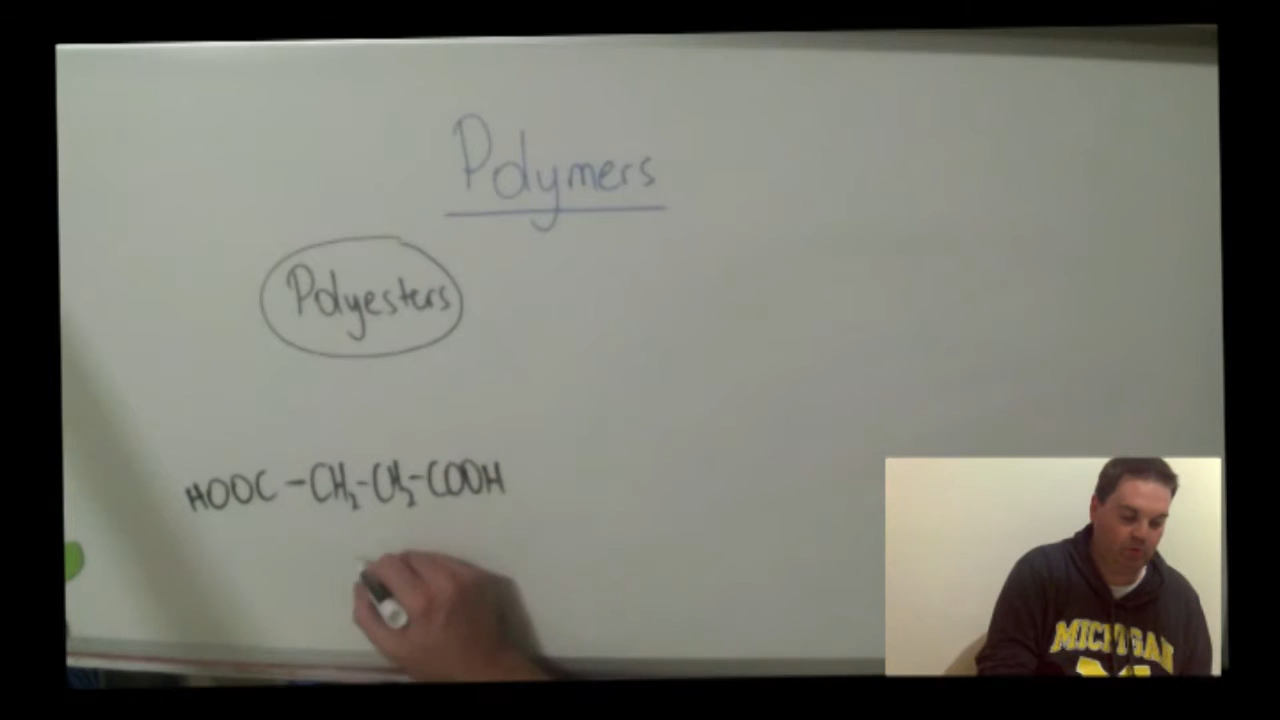 Polymers
Polyesters
HOOC-CH₂-CH₂-COOH
MICHIGAN